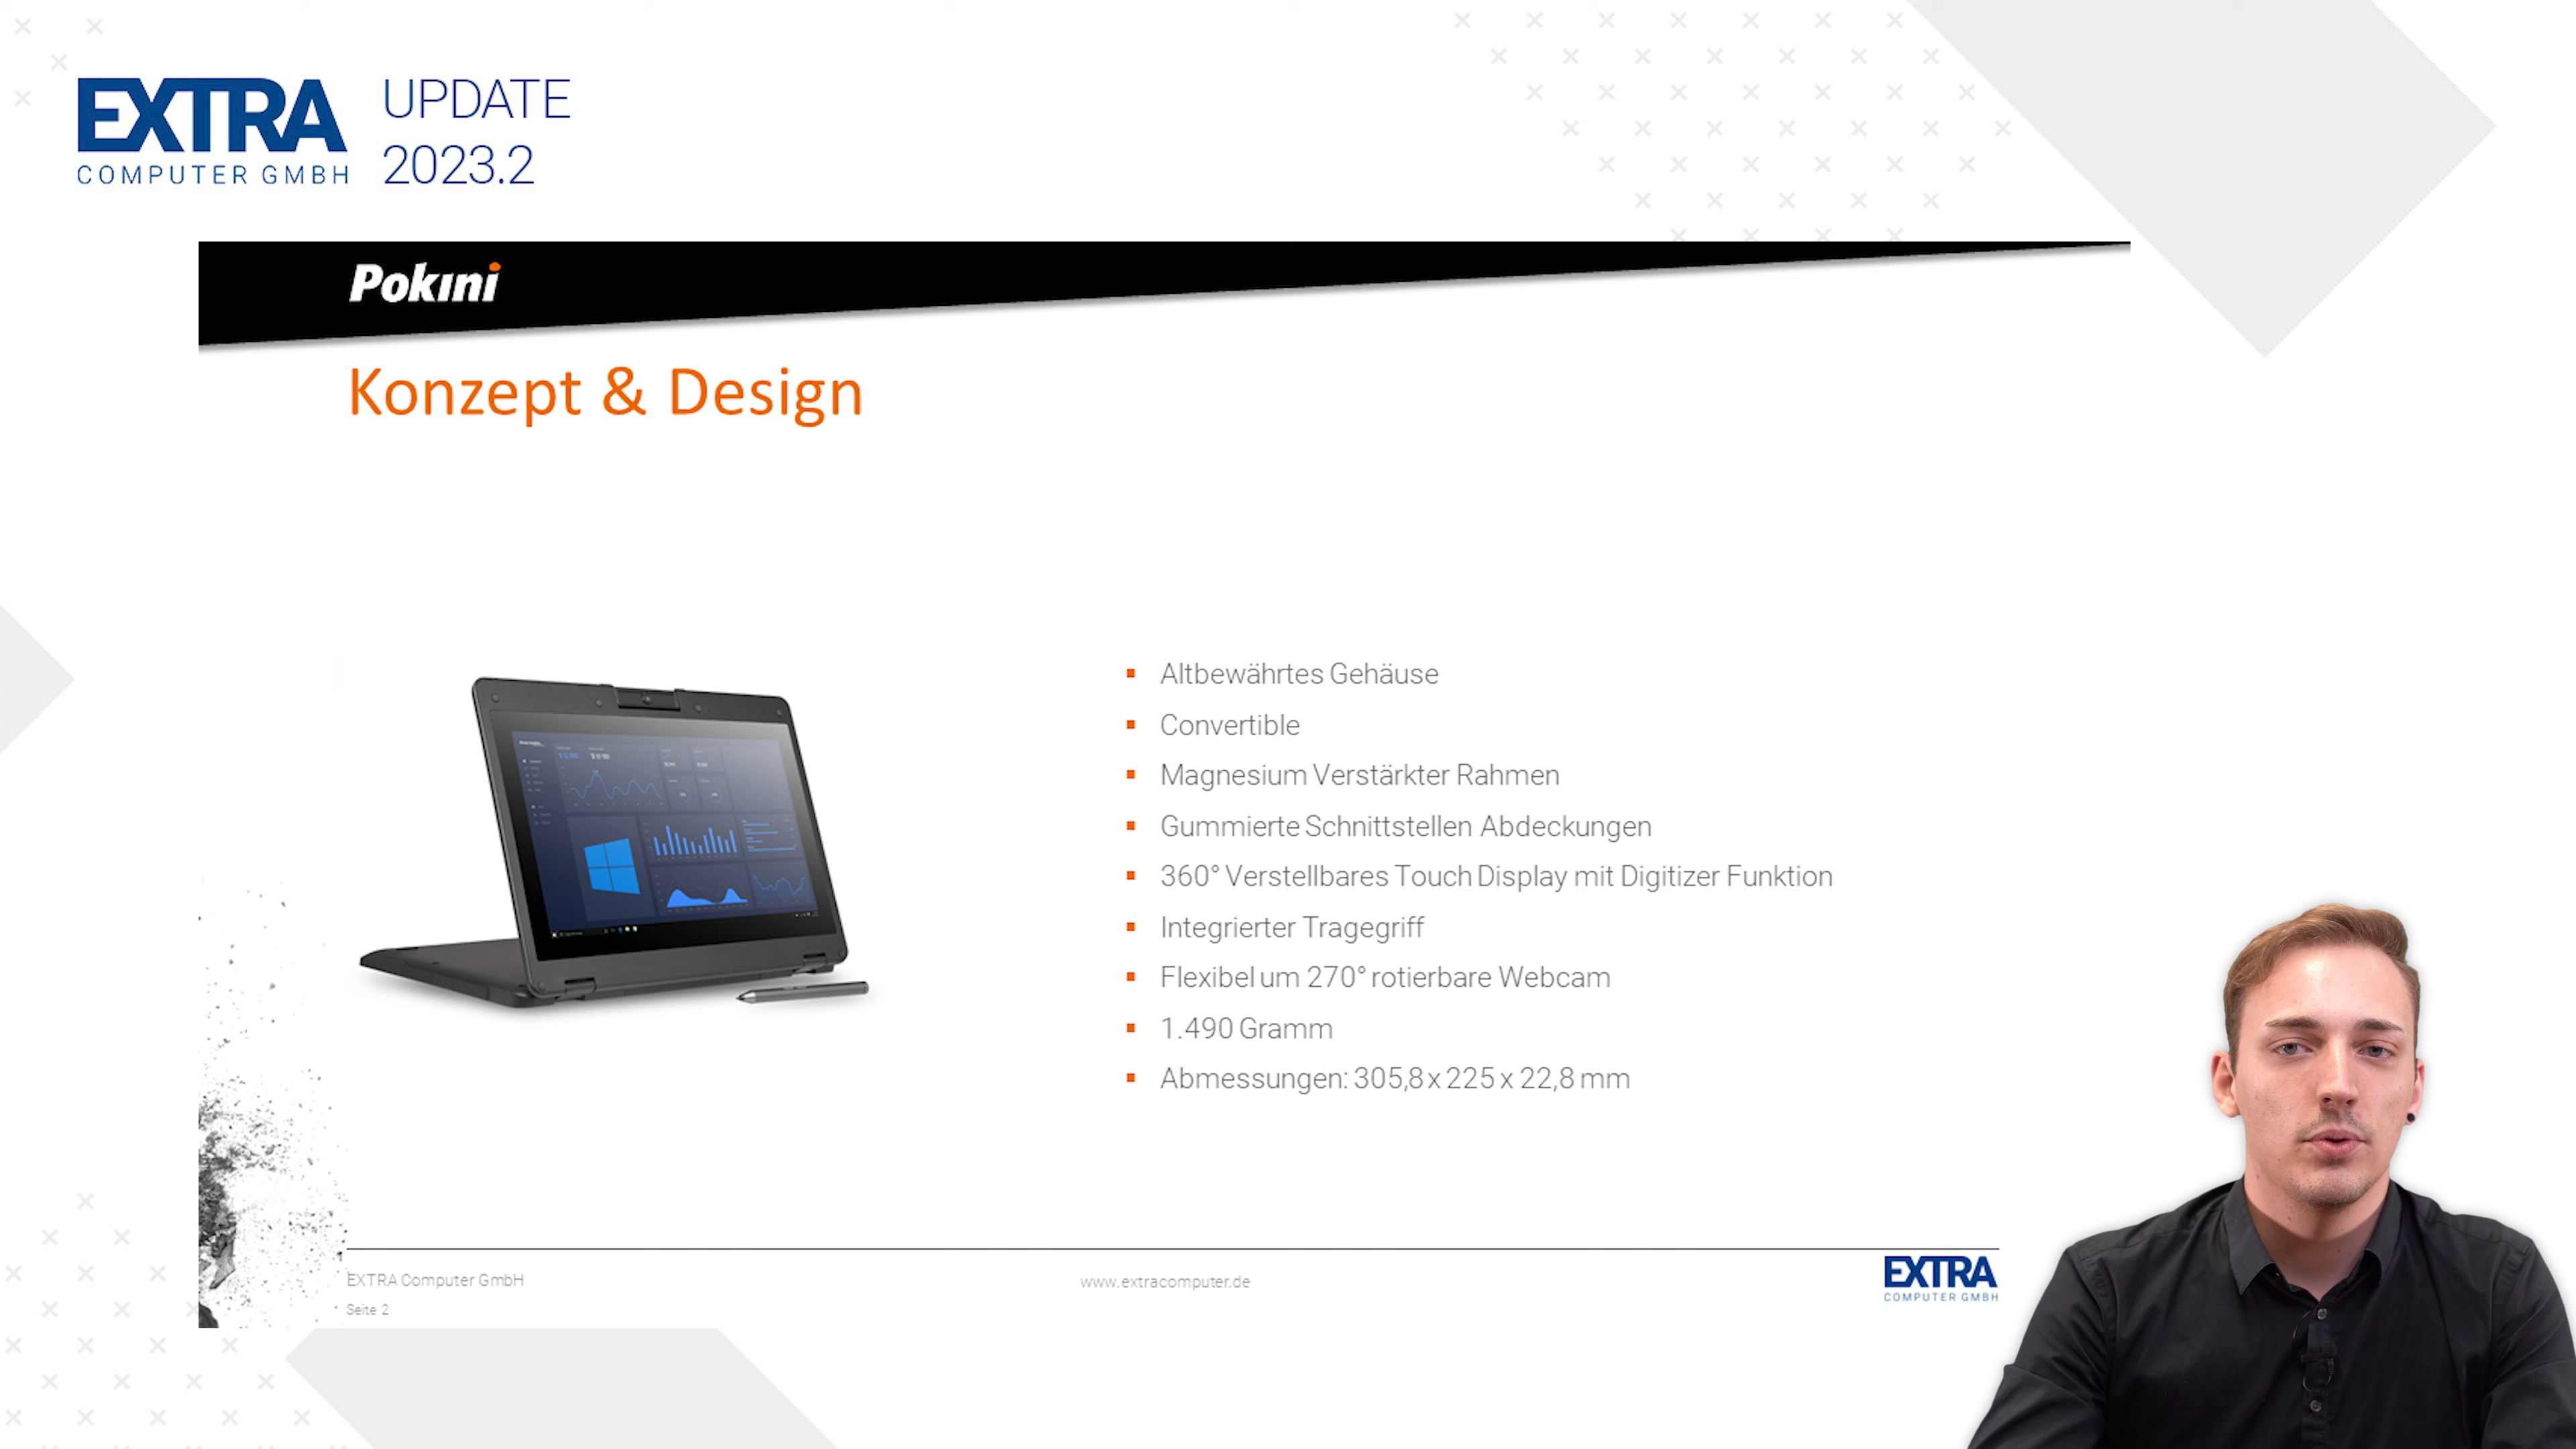 EXTRA
COMPUTER GMBH
UPDATE
2023.2
Pokini
Konzept & Design
Altbewährtes Gehäuse
Convertible
Magnesium Verstärkter Rahmen
Gummierte Schnittstellen Abdeckungen
360° Verstellbares Touch Display mit Digitizer Funktion
Integrierter Tragegriff
Flexibel um 270° rotierbare Webcam
1.490 Gramm
Abmessungen: 305,8 x 225 x 22,8 mm
EXTRA Computer GmbH
www.extracomputer.de
EXTRA
COMPUTER GMBH
Seite 2